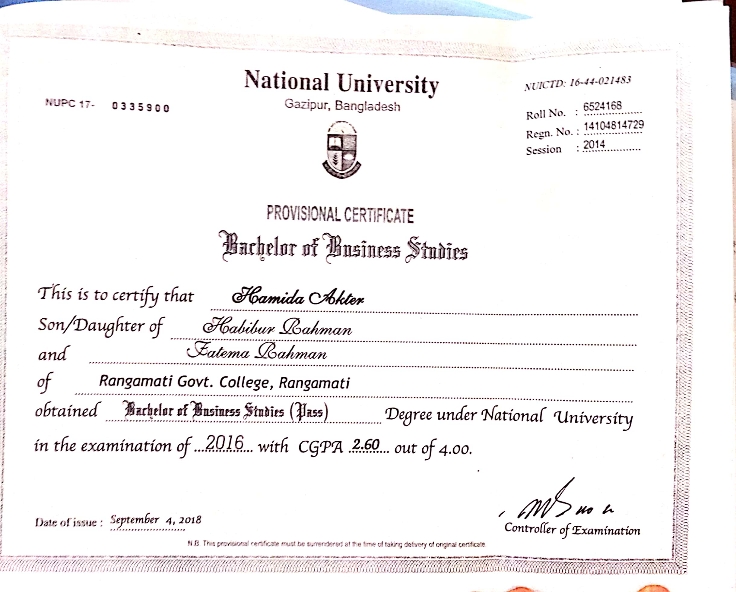 National University
Gazipur, Bangladesh
NUPC 17- 0335900
NUICTD: 16-44-021483
Roll No. : 6524168
Regn. No. : 14104814729
Session : 2014
PROVISIONAL CERTIFICATE
Bachelor of Business Studies
This is to certify that Hamida Akter
Son/Daughter of Habibur Rahman
and Fatema Rahman
of Rangamati Govt. College, Rangamati
obtained Bachelor of Business Studies (Pass) Degree under National University
in the examination of ...2016... with CGPA 2.60... out of 4.00.
Controller of Examination
Date of issue : September 4, 2018
N.B. This provisional certificate must be surrendered at the time of taking delivery of original certificate.